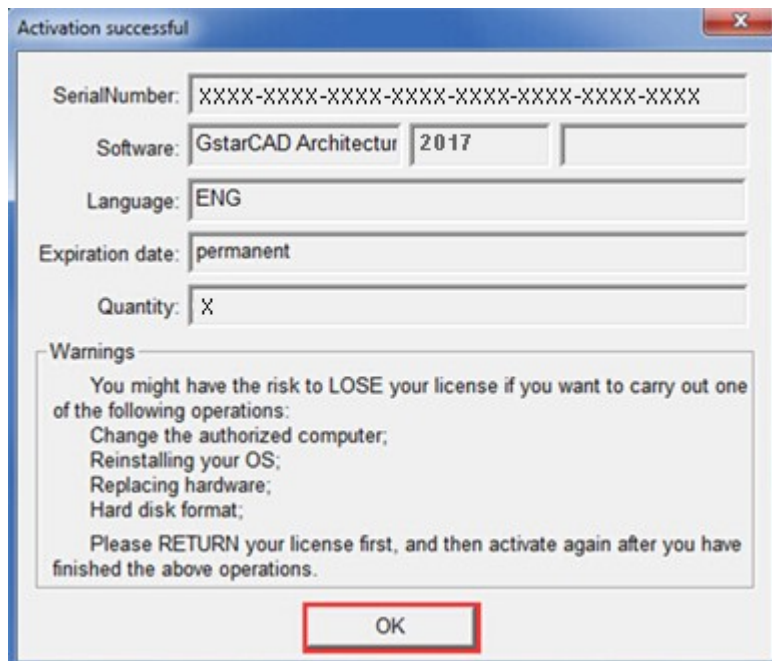 Activation successful
SerialNumber: XXXX-XXXX-XXXX-XXXX-XXXX-XXXX-XXXX-XXXX
Software: GstarCAD Architectur 2017
Language: ENG
Expiration date: permanent
Quantity: X
Warnings
You might have the risk to LOSE your license if you want to carry out one
of the following operations:
Change the authorized computer;
Reinstalling your OS;
Replacing hardware;
Hard disk format;
Please RETURN your license first, and then activate again after you have
finished the above operations.
OK